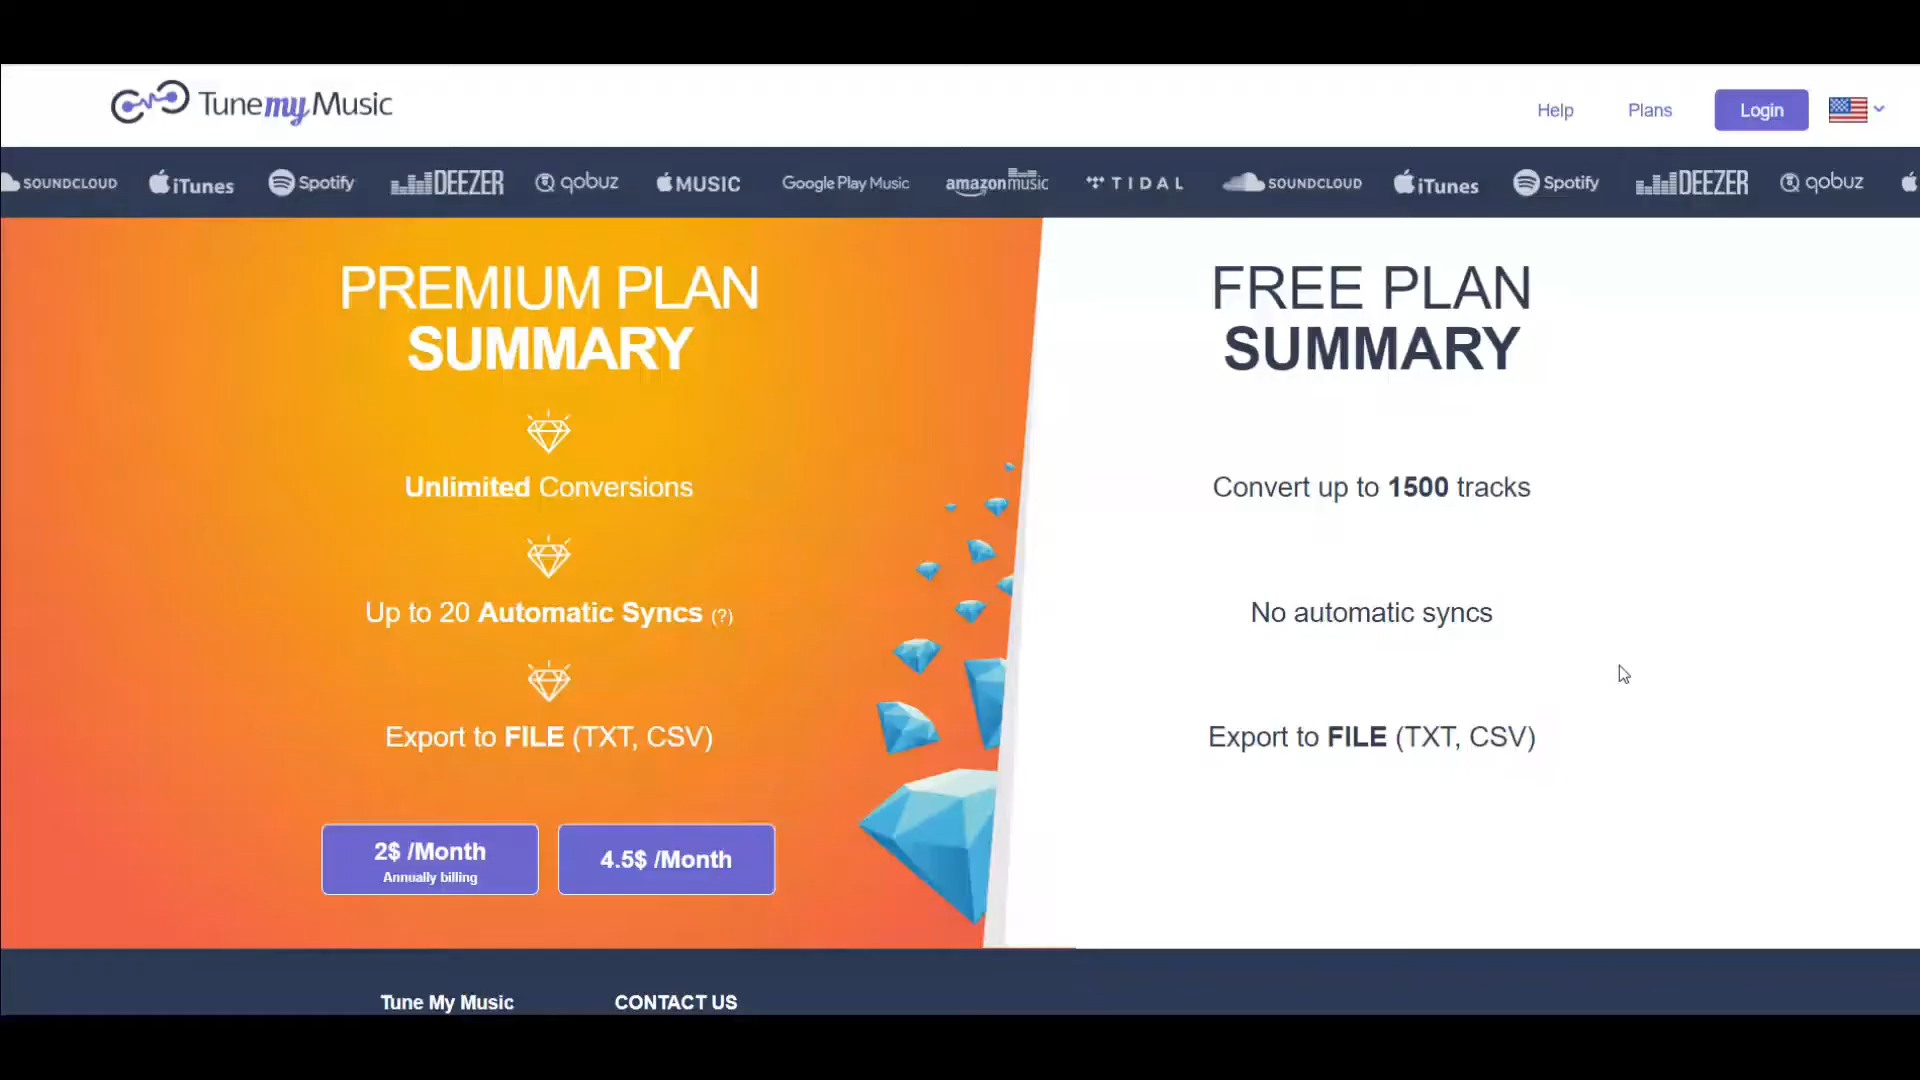 TunemyMusic
Help
Plans
Login
SOUNDCLOUD
iTunes
Spotify
DEEZER
qobuz
MUSIC
Google Play Music
amazon music
TIDAL
SOUNDCLOUD
iTunes
Spotify
DEEZER
qobuz
PREMIUM PLAN
SUMMARY
Unlimited Conversions
Up to 20 Automatic Syncs (?)
Export to FILE (TXT, CSV)
2$ /Month
Annually billing
4.5$ /Month
FREE PLAN
SUMMARY
Convert up to 1500 tracks
No automatic syncs
Export to FILE (TXT, CSV)
Tune My Music
CONTACT US